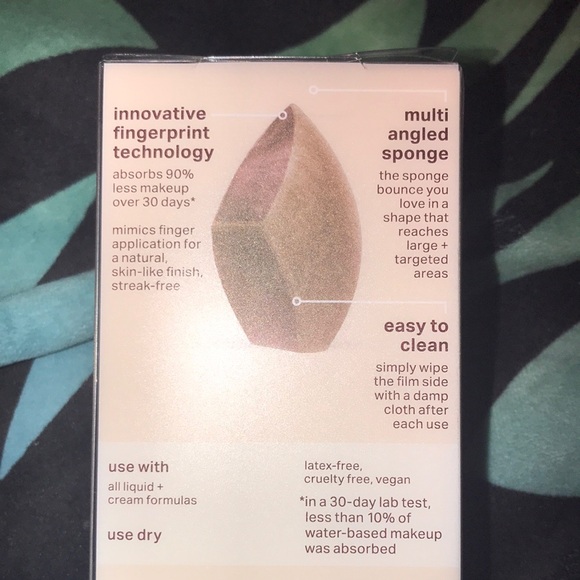 innovative
fingerprint
technology
absorbs 90%
less makeup
over 30 days*
mimics finger
application for
a natural,
skin-like finish,
streak-free
multi
angled
sponge
the sponge
bounce you
love in a
shape that
reaches
large +
targeted
areas
easy to
clean
simply wipe
the film side
with a damp
cloth after
each use
use with
all liquid +
cream formulas
use dry
latex-free,
cruelty free, vegan
*in a 30-day lab test,
less than 10% of
water-based makeup
was absorbed